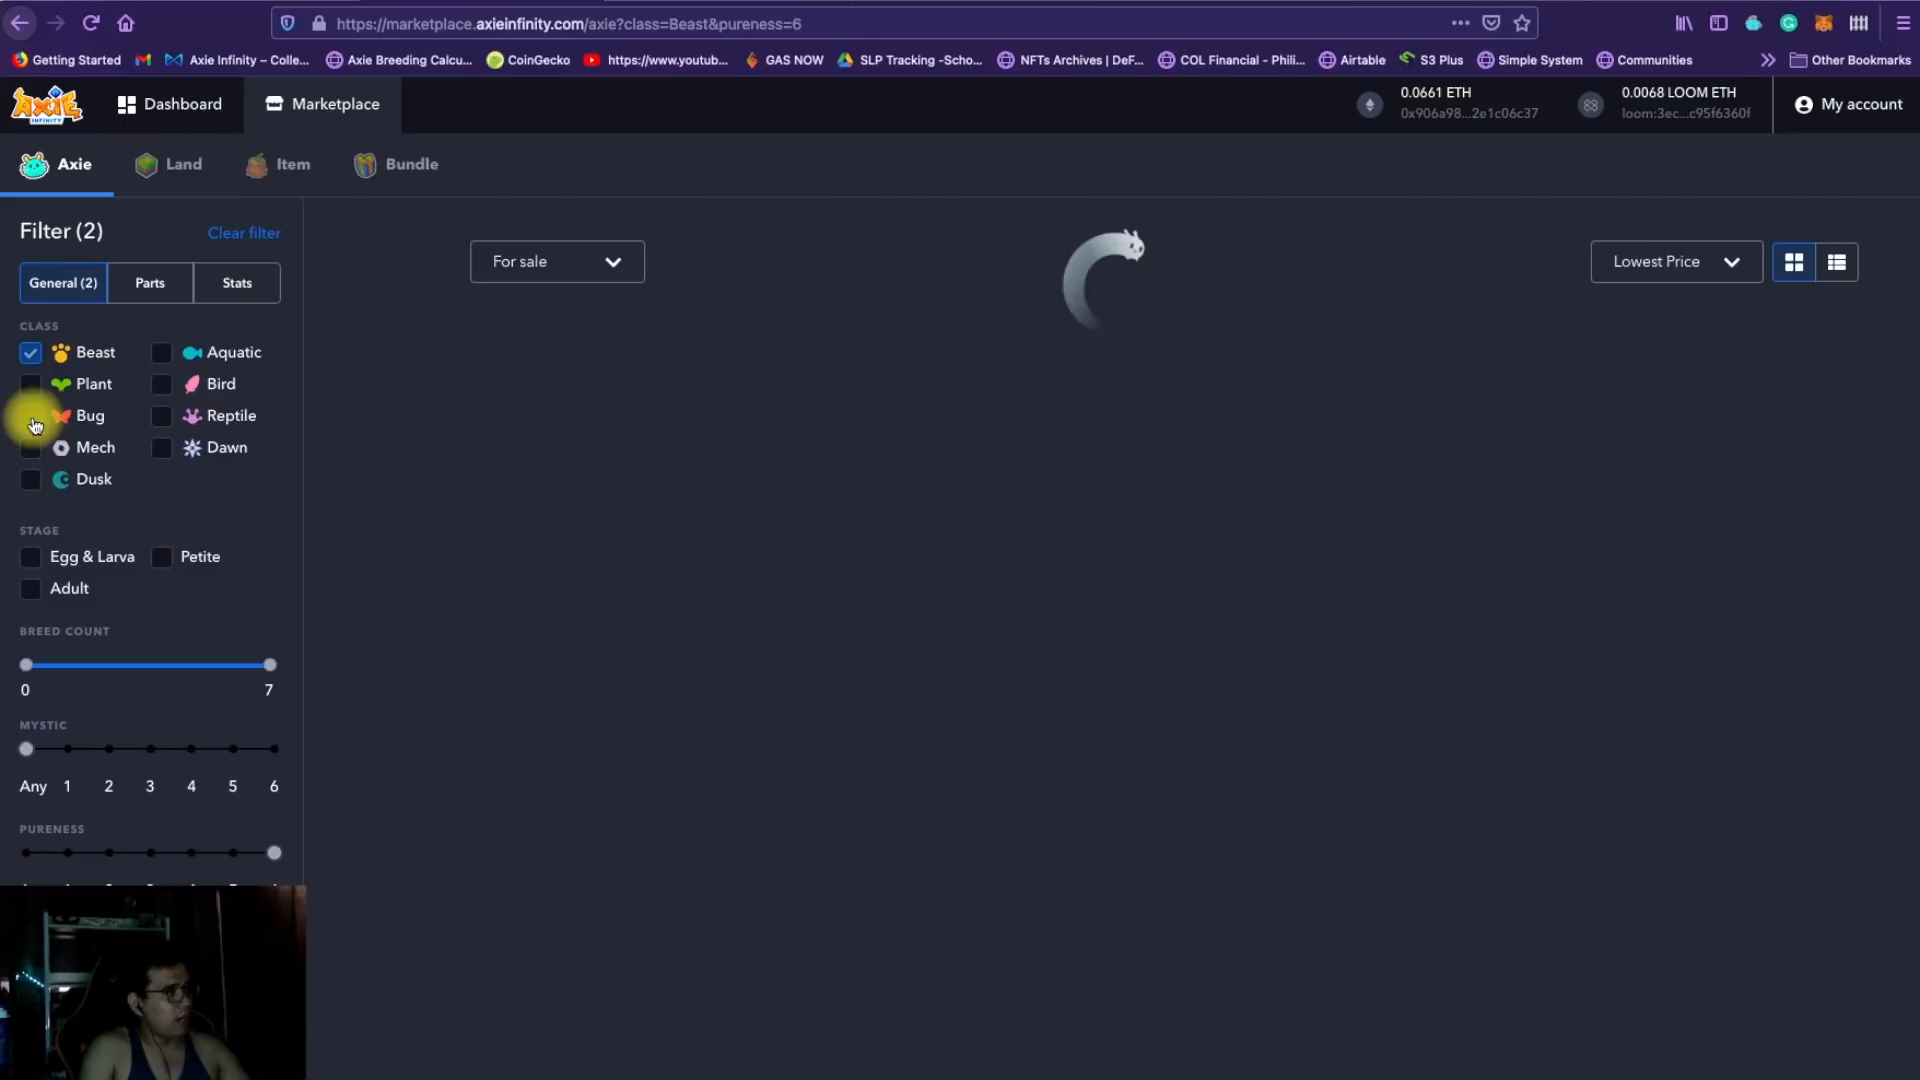 https://marketplace.axieinfinity.com/axie?class=Beast&pureness=6
Getting Started
Axie Infinity – Colle...
Axie Breeding Calcu...
CoinGecko
https://www.youtub...
GAS NOW
SLP Tracking -Scho...
NFTs Archives | DeF...
COL Financial - Phili...
Airtable
S3 Plus
Simple System
Communities
Other Bookmarks
AXIE
INFINITY
Dashboard
Marketplace
0.0661 ETH
0x906a98...2e1c06c37
0.0068 LOOM ETH
loom:3ec...c95f6360f
My account
Axie
Land
Item
Bundle
Filter (2)
Clear filter
General (2)
Parts
Stats
For sale
Lowest Price
CLASS
Beast
Aquatic
Plant
Bird
Bug
Reptile
Mech
Dawn
Dusk
STAGE
Egg & Larva
Petite
Adult
BREED COUNT
0 7
MYSTIC
Any 1 2 3 4 5 6
PURENESS